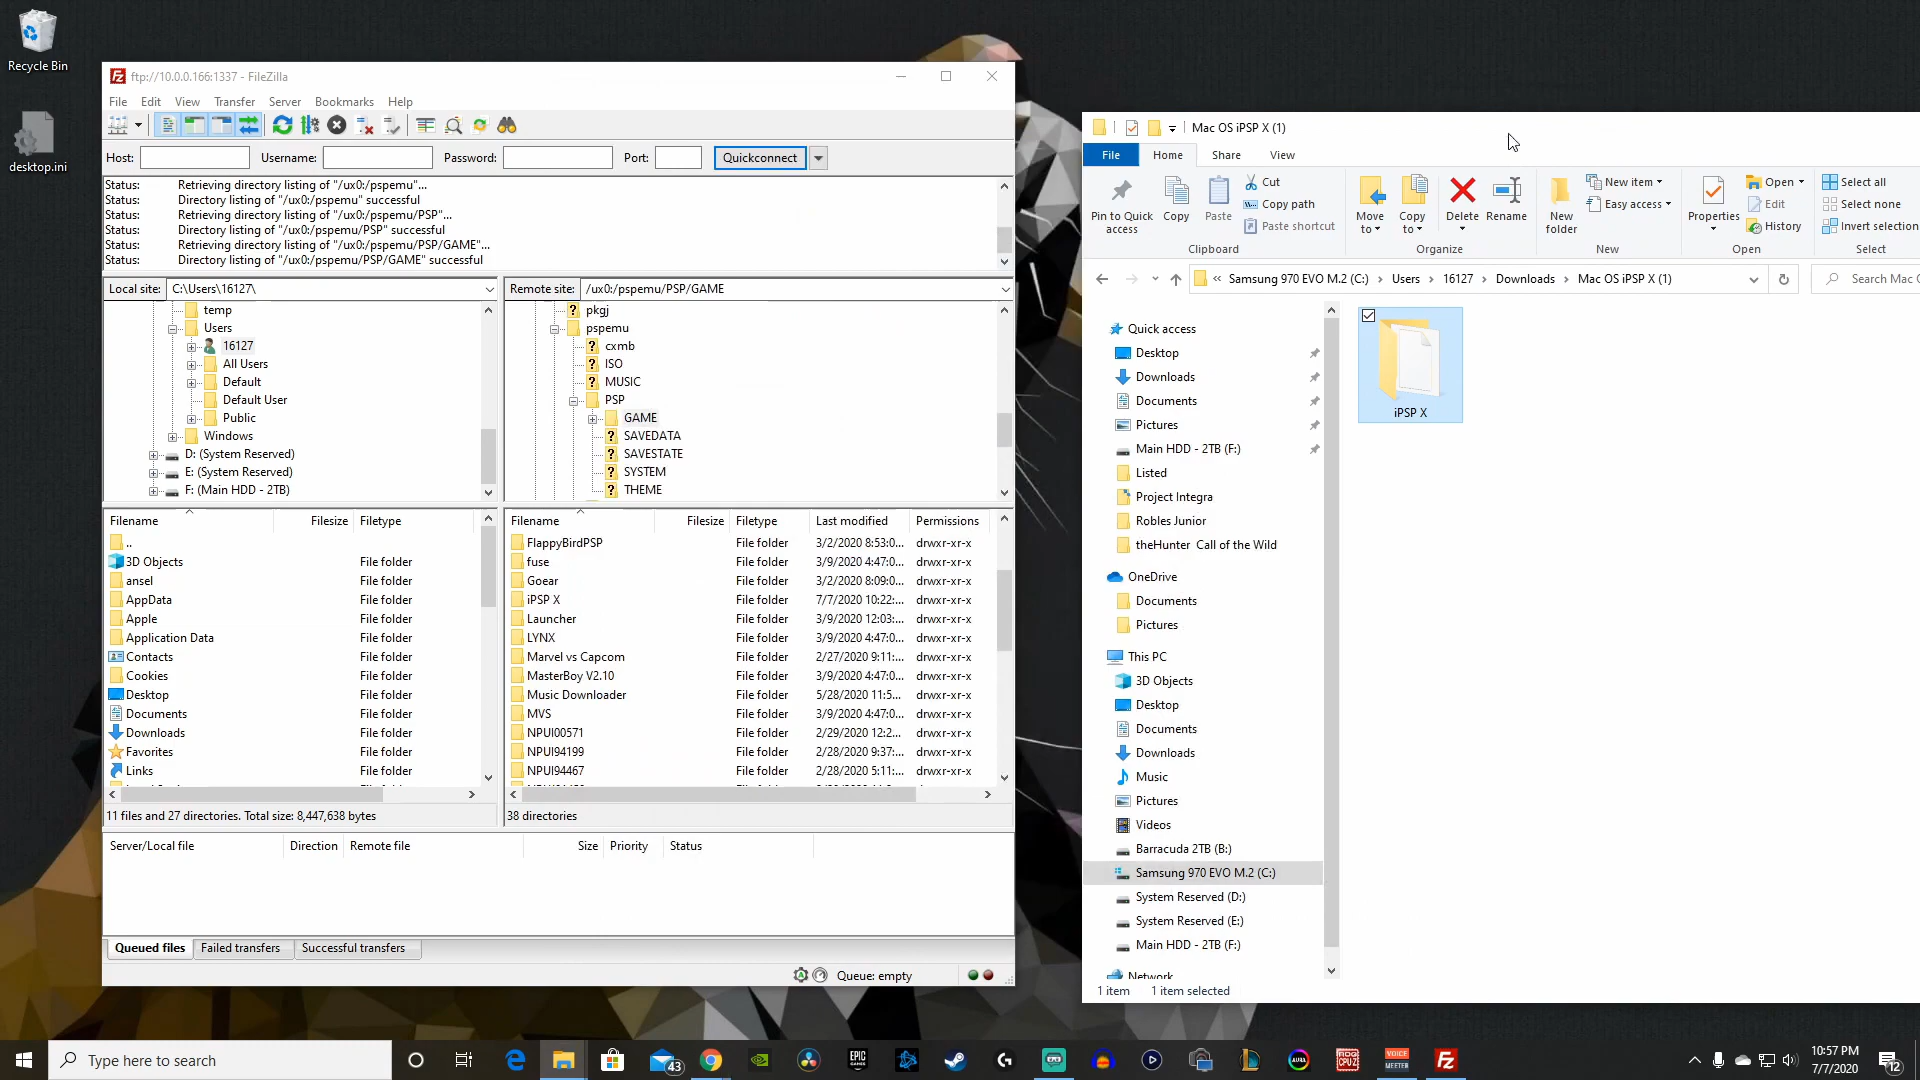 Recycle Bin
desktop.ini
ftp://10.0.0.166:1337 - FileZilla
File Edit View Transfer Server Bookmarks Help
Host: Username: Password: Port: Quickconnect
Status: Retrieving directory listing of "/ux0:/pspemu"...
Status: Directory listing of "/ux0:/pspemu" successful
Status: Retrieving directory listing of "/ux0:/pspemu/PSP"...
Status: Directory listing of "/ux0:/pspemu/PSP" successful
Status: Retrieving directory listing of "/ux0:/pspemu/PSP/GAME"...
Status: Directory listing of "/ux0:/pspemu/PSP/GAME" successful
Local site: C:\Users\16127\
temp
Users
16127
All Users
Default
Default User
Public
Windows
D: (System Reserved)
E: (System Reserved)
F: (Main HDD - 2TB)
Remote site: /ux0:/pspemu/PSP/GAME
pkgj
pspemu
cxmb
ISO
MUSIC
PSP
GAME
SAVEDATA
SAVESTATE
SYSTEM
THEME
Filename Filesize Filetype
..
3D Objects File folder
ansel File folder
AppData File folder
Apple File folder
Application Data File folder
Contacts File folder
Cookies File folder
Desktop File folder
Documents File folder
Downloads File folder
Favorites File folder
Links File folder
11 files and 27 directories. Total size: 8,447,638 bytes
Filename Filesize Filetype Last modified Permissions
FlappyBirdPSP File folder 3/2/2020 8:53:0... drwxr-xr-x
fuse File folder 3/9/2020 4:47:0... drwxr-xr-x
Goear File folder 3/2/2020 8:09:0... drwxr-xr-x
iPSP X File folder 7/7/2020 10:22:... drwxr-xr-x
Launcher File folder 3/9/2020 12:03:... drwxr-xr-x
LYNX File folder 3/9/2020 4:47:0... drwxr-xr-x
Marvel vs Capcom File folder 2/27/2020 9:11:... drwxr-xr-x
MasterBoy V2.10 File folder 3/9/2020 4:47:0... drwxr-xr-x
Music Downloader File folder 5/28/2020 11:5... drwxr-xr-x
MVS File folder 3/9/2020 4:47:0... drwxr-xr-x
NPUI00571 File folder 2/29/2020 12:2... drwxr-xr-x
NPUI94199 File folder 2/28/2020 9:37:... drwxr-xr-x
NPUI94467 File folder 2/28/2020 5:11:... drwxr-xr-x
38 directories
Server/Local file Direction Remote file Size Priority Status
Queued files Failed transfers Successful transfers
Queue: empty
Mac OS iPSP X (1)
File Home Share View
Pin to Quick access
Copy
Paste
Cut
Copy path
Paste shortcut
Clipboard
Move to
Copy to
Delete
Rename
Organize
New folder
New item
Easy access
New
Properties
Open
Edit
History
Open
Select all
Select none
Invert selection
Select
« Samsung 970 EVO M.2 (C:) › Users › 16127 › Downloads › Mac OS iPSP X (1)
Search Mac
Quick access
Desktop
Downloads
Documents
Pictures
Main HDD - 2TB (F:)
Listed
Project Integra
Robles Junior
theHunter Call of the Wild
OneDrive
Documents
Pictures
This PC
3D Objects
Desktop
Documents
Downloads
Music
Pictures
Videos
Barracuda 2TB (B:)
Samsung 970 EVO M.2 (C:)
System Reserved (D:)
System Reserved (E:)
Main HDD - 2TB (F:)
Network
iPSP X
1 item 1 item selected
Type here to search
43
EPIC GAMES
AURA
ROG CPUZ
VOICE MEETER
10:57 PM
7/7/2020
12